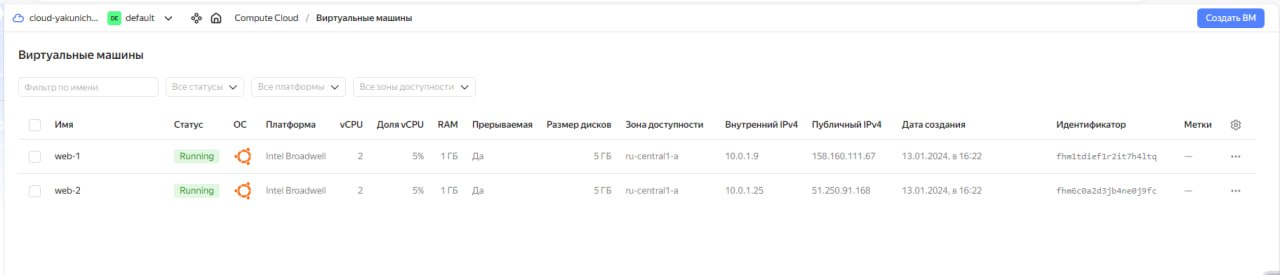 cloud-yakunich... DE default Compute Cloud / Виртуальные машины Создать ВМ
Виртуальные машины
Фильтр по имени Все статусы Все платформы Все зоны доступности
Имя Статус ОС Платформа vCPU Доля vCPU RAM Прерываемая Размер дисков Зона доступности Внутренний IPv4 Публичный IPv4 Дата создания Идентификатор Метки
web-1 Running Intel Broadwell 2 5% 1 ГБ Да 5 ГБ ru-central1-a 10.0.1.9 158.160.111.67 13.01.2024, в 16:22 fhm1tdief1r2it7h4ltq — ...
web-2 Running Intel Broadwell 2 5% 1 ГБ Да 5 ГБ ru-central1-a 10.0.1.25 51.250.91.168 13.01.2024, в 16:22 fhm6c0a2d3jb4ne0j9fc — ...